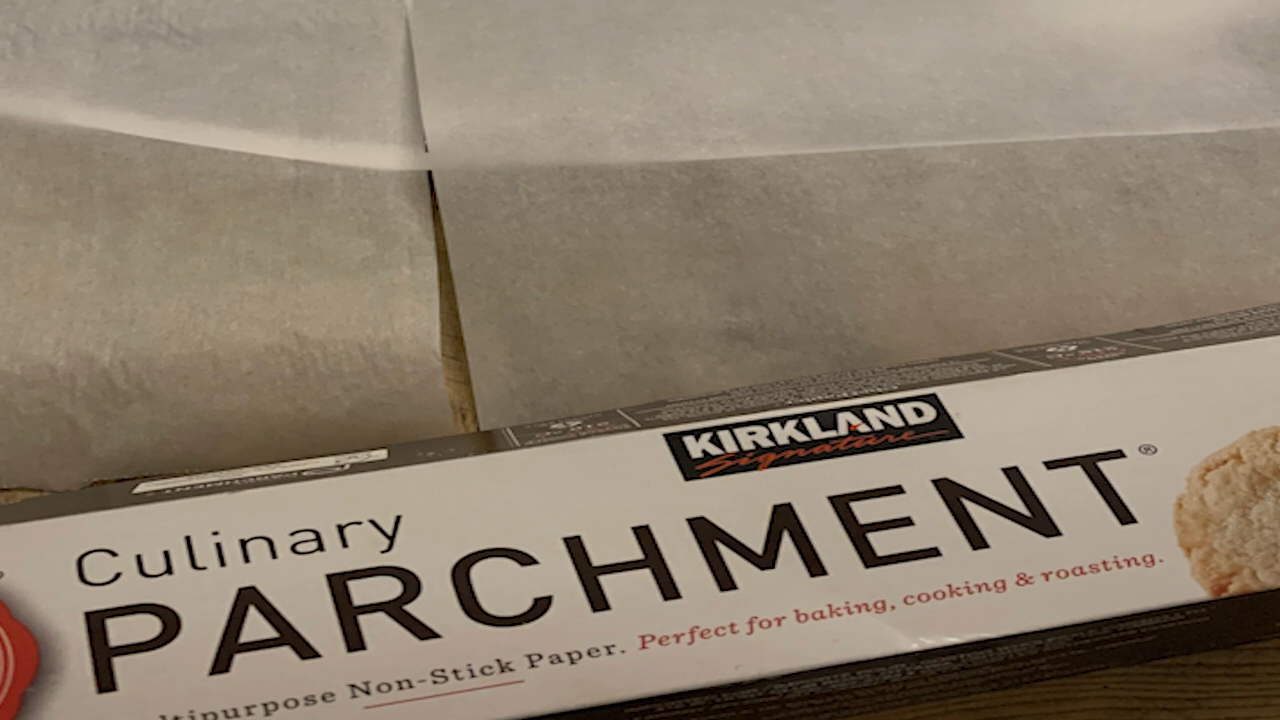 KIRKLAND
Signature
Culinary
PARCHMENT®
Non-Stick Paper. Perfect for baking, cooking & roasting.